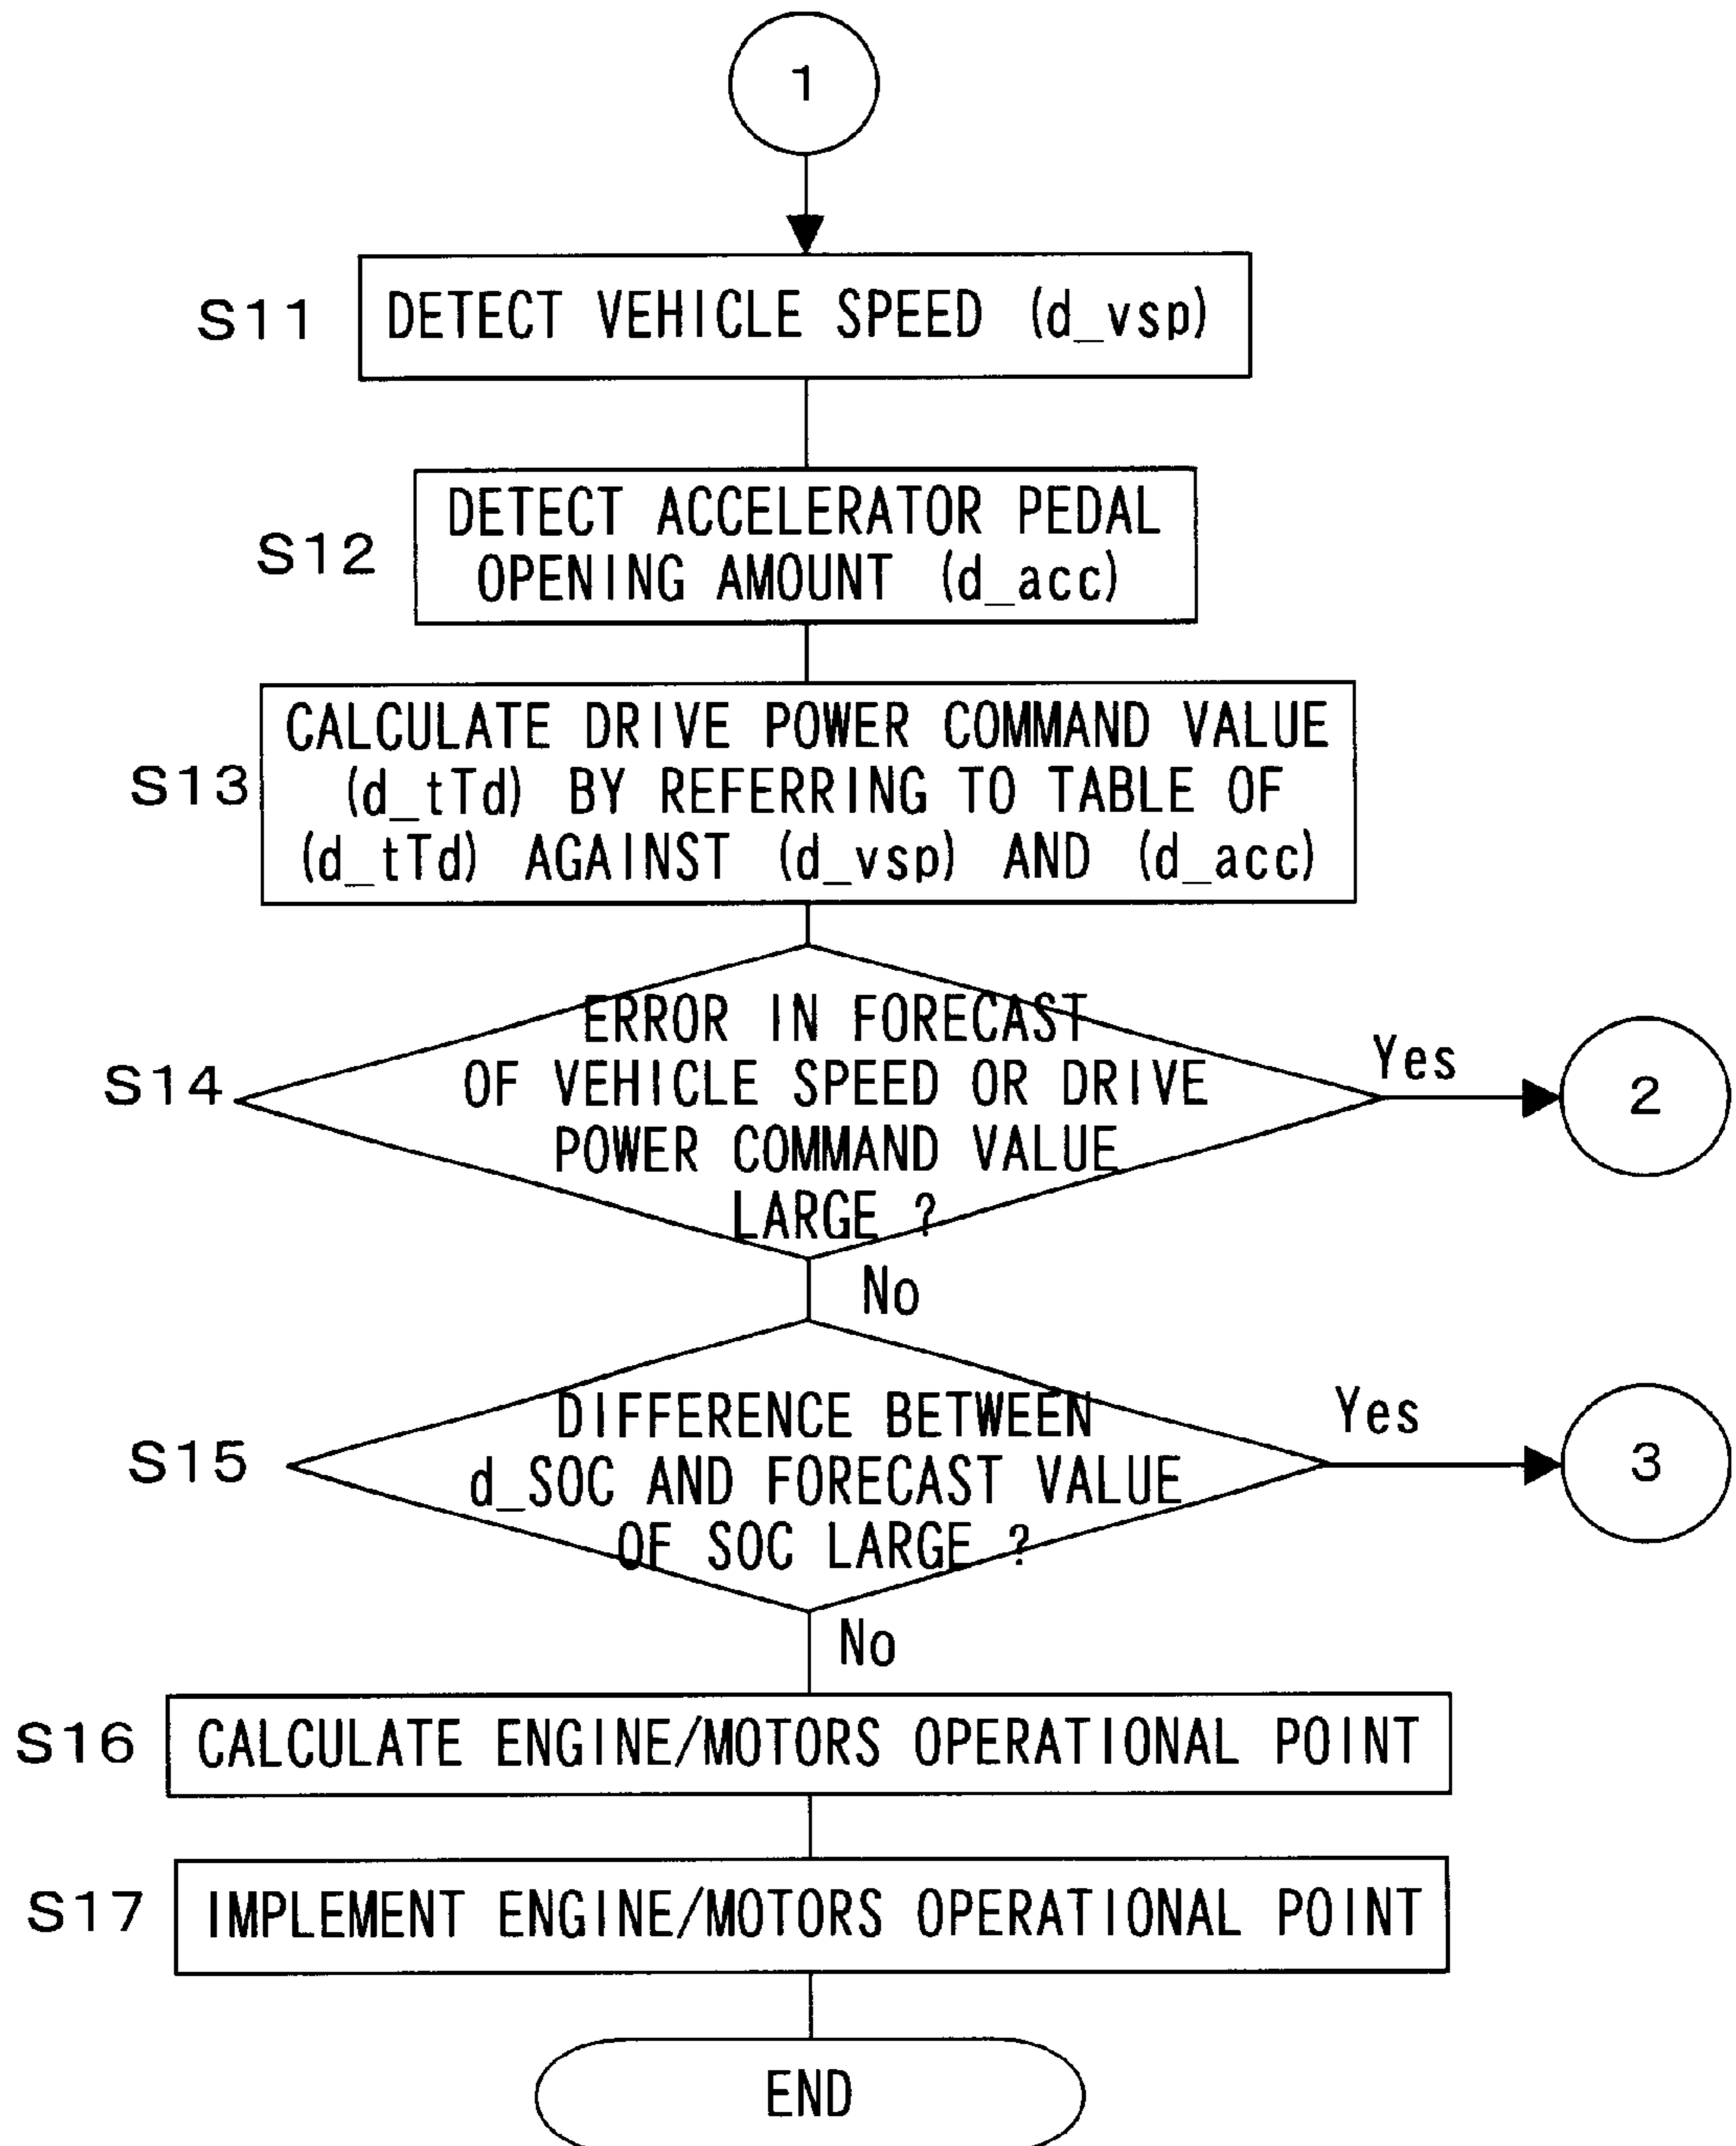 1
S11
DETECT VEHICLE SPEED (d_vsp)
S12
DETECT ACCELERATOR PEDAL
OPENING AMOUNT (d_acc)
S13
CALCULATE DRIVE POWER COMMAND VALUE
(d_tTd) BY REFERRING TO TABLE OF
(d_tTd) AGAINST (d_vsp) AND (d_acc)
S14
ERROR IN FORECAST
OF VEHICLE SPEED OR DRIVE
POWER COMMAND VALUE
LARGE ?
Yes
2
No
S15
DIFFERENCE BETWEEN
d_SOC AND FORECAST VALUE
OF SOC LARGE ?
Yes
3
No
S16
CALCULATE ENGINE/MOTORS OPERATIONAL POINT
S17
IMPLEMENT ENGINE/MOTORS OPERATIONAL POINT
END